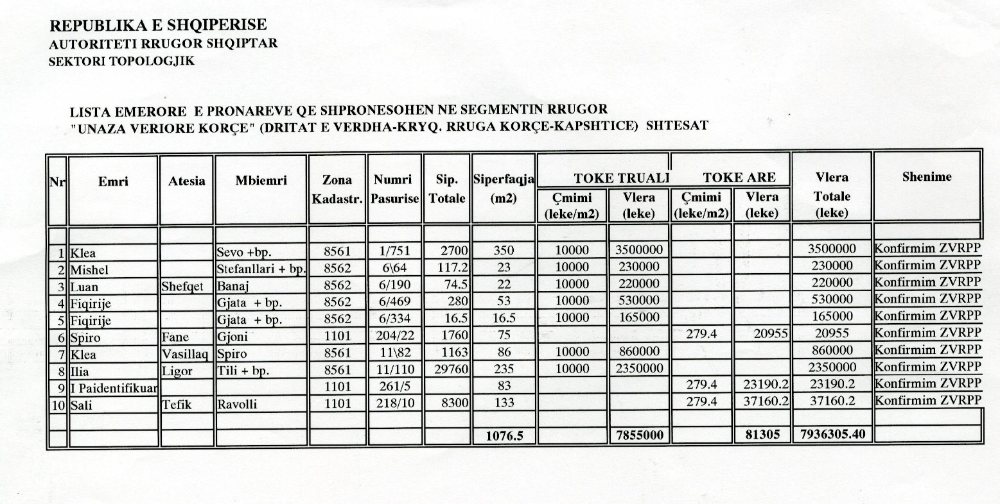 REPUBLIKA E SHQIPERISE
AUTORITETI RRUGOR SHQIPTAR
SEKTORI TOPOLOGJIK
LISTA EMERORE E PRONAREVE QE SHPRONESOHEN NE SEGMENTIN RRUGOR
"UNAZA VERIORE KORÇE" (DRITAT E VERDHA-KRYQ. RRUGA KORÇE-KAPSHTICE) SHTESAT
Nr Emri Atesia Mbiemri Zona Numri Sip. Siperfaqja TOKE TRUALI TOKE ARE Vlera Shenime
Kadastr. Pasurise Totale (m2) Çmimi Vlera Çmimi Vlera Totale
(leke/m2) (leke) (leke/m2) (leke) (leke)
1 Klea Sevo +bp. 8561 1/751 2700 350 10000 3500000 3500000 Konfirmim ZVRPP
2 Mishel Stefanllari + bp. 8562 6\64 117.2 23 10000 230000 230000 Konfirmim ZVRPP
3 Luan Shefqet Banaj 8562 6/190 74.5 22 10000 220000 220000 Konfirmim ZVRPP
4 Fiqirije Gjata + bp. 8562 6/469 280 53 10000 530000 530000 Konfirmim ZVRPP
5 Fiqirije Gjata + bp. 8562 6/334 16.5 16.5 10000 165000 165000 Konfirmim ZVRPP
6 Spiro Fane Gjoni 1101 204/22 1760 75 279.4 20955 20955 Konfirmim ZVRPP
7 Klea Vasillaq Spiro 8561 11\82 1163 86 10000 860000 860000 Konfirmim ZVRPP
8 Ilia Ligor Tili + bp. 8561 11/110 29760 235 10000 2350000 2350000 Konfirmim ZVRPP
9 I Paidentifikuar 1101 261/5 83 279.4 23190.2 23190.2 Konfirmim ZVRPP
10 Sali Tefik Ravolli 1101 218/10 8300 133 279.4 37160.2 37160.2 Konfirmim ZVRPP
1076.5 7855000 81305 7936305.40